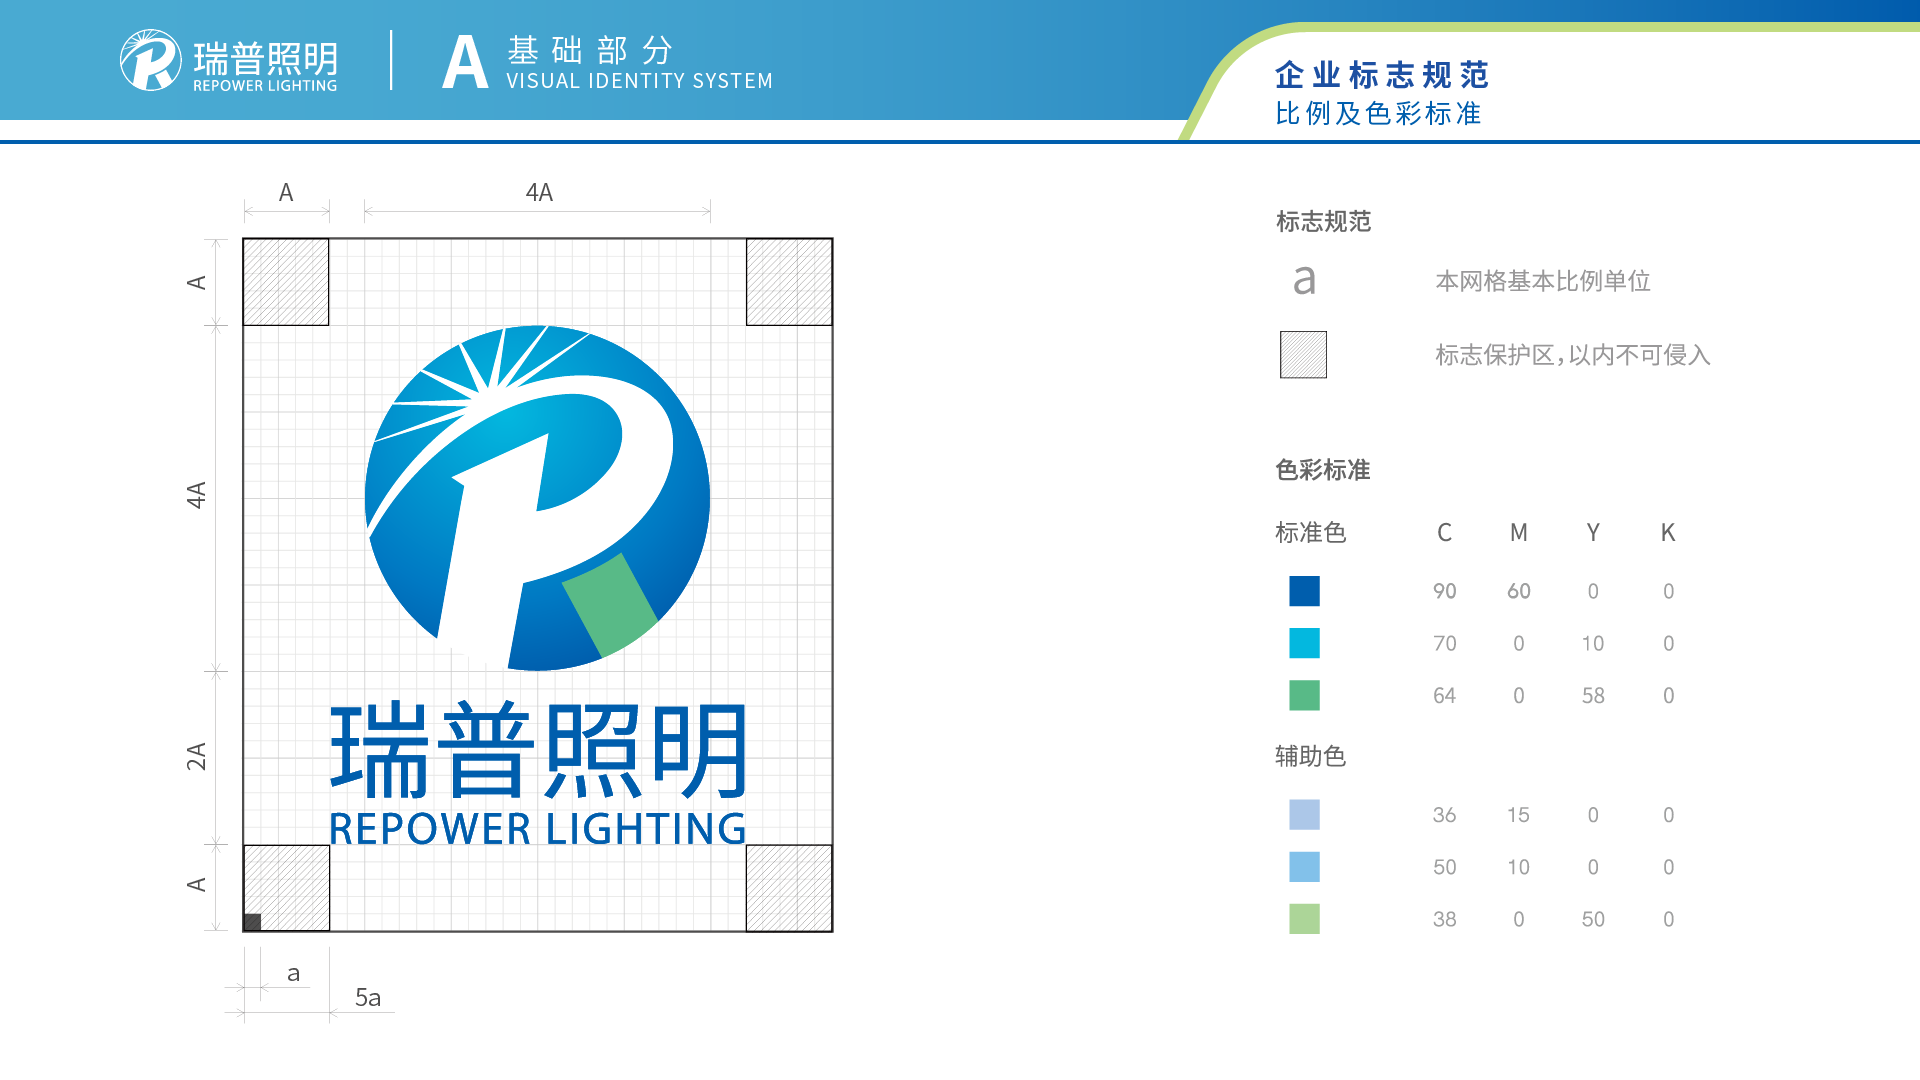 瑞普照明
REPOWER LIGHTING
A 基础部分
VISUAL IDENTITY SYSTEM
企业标志规范
比例及色彩标准
A
4A
A
4A
2A
A
瑞普照明
REPOWER LIGHTING
a
5a
标志规范
a 本网格基本比例单位
标志保护区，以内不可侵入
色彩标准
标准色 C M Y K
90 60 0 0
70 0 10 0
64 0 58 0
辅助色
36 15 0 0
50 10 0 0
38 0 50 0